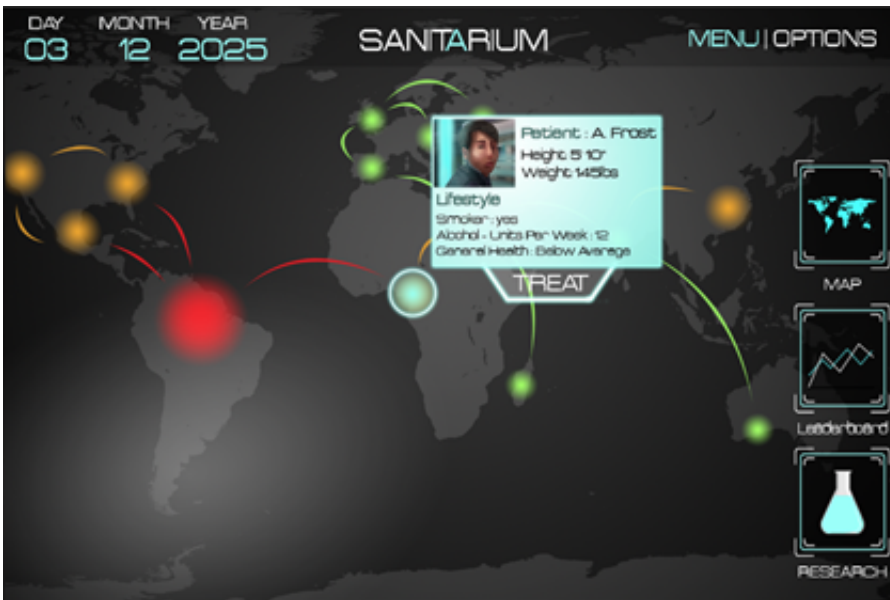 DAY MONTH YEAR
03 12 2025
SANITARIUM
MENU | OPTIONS
Patient : A. Frost
Height: 5 10"
Weight: 145lbs
Lifestyle
Smoker : yes
Alcohol - Units Per Week : 12
General Health : Below Average
TREAT
MAP
Leaderboard
RESEARCH